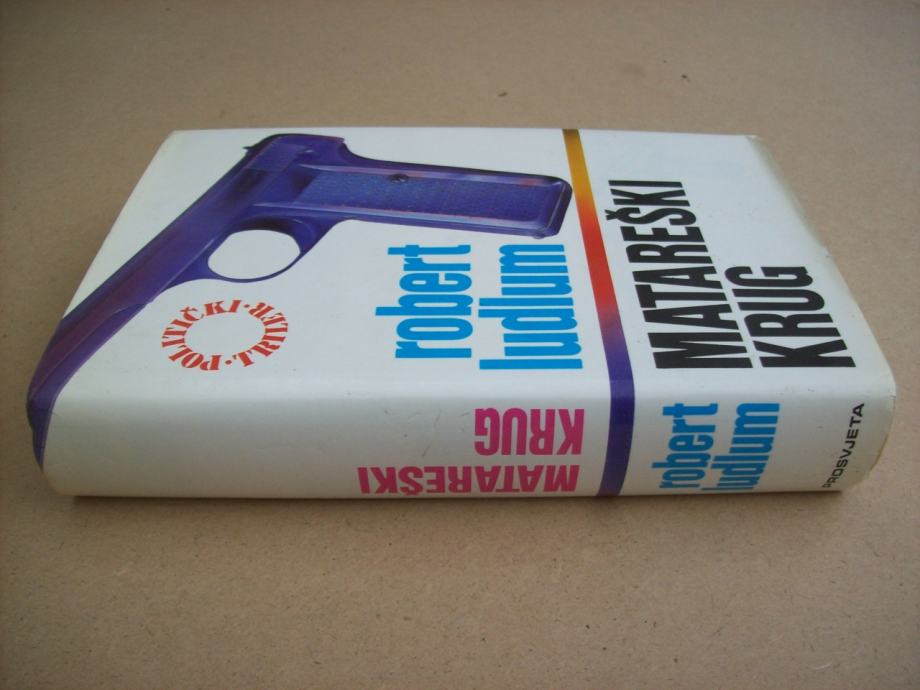 robert
ludlum
MATAREŠKI
KRUG
POLITIČKI · TRILER ·
MATAREŠKI
KRUG
robert
ludlum
PROSVJETA